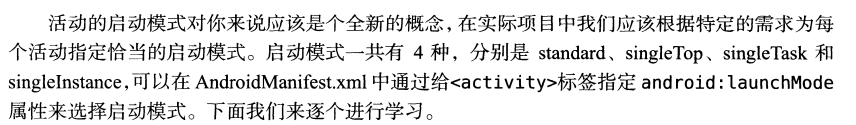 活动的启动模式对你来说应该是个全新的概念，在实际项目中我们应该根据特定的需求为每
个活动指定恰当的启动模式。启动模式一共有 4 种，分别是 standard、singleTop、singleTask 和
singleInstance，可以在 AndroidManifest.xml 中通过给<activity>标签指定 android:launchMode
属性来选择启动模式。下面我们来逐个进行学习。